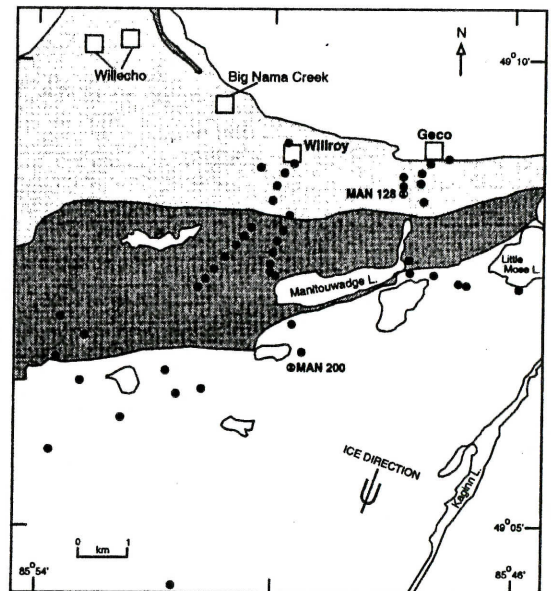 N
49°10'
Willecho
Big Nama Creek
Willroy
Geco
MAN 128
Little
Mose L.
Manitouwadge L.
MAN 200
ICE DIRECTION
Kaginn L.
0 1
km
49°05'
85°54'
85°46'